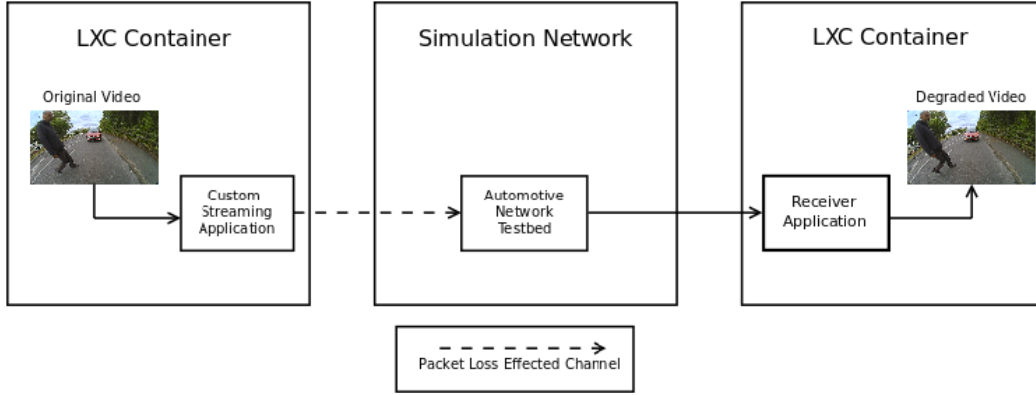 LXC Container
Simulation Network
LXC Container
Original Video
Degraded Video
Custom
Streaming
Application
Automotive
Network
Testbed
Receiver
Application
Packet Loss Effected Channel